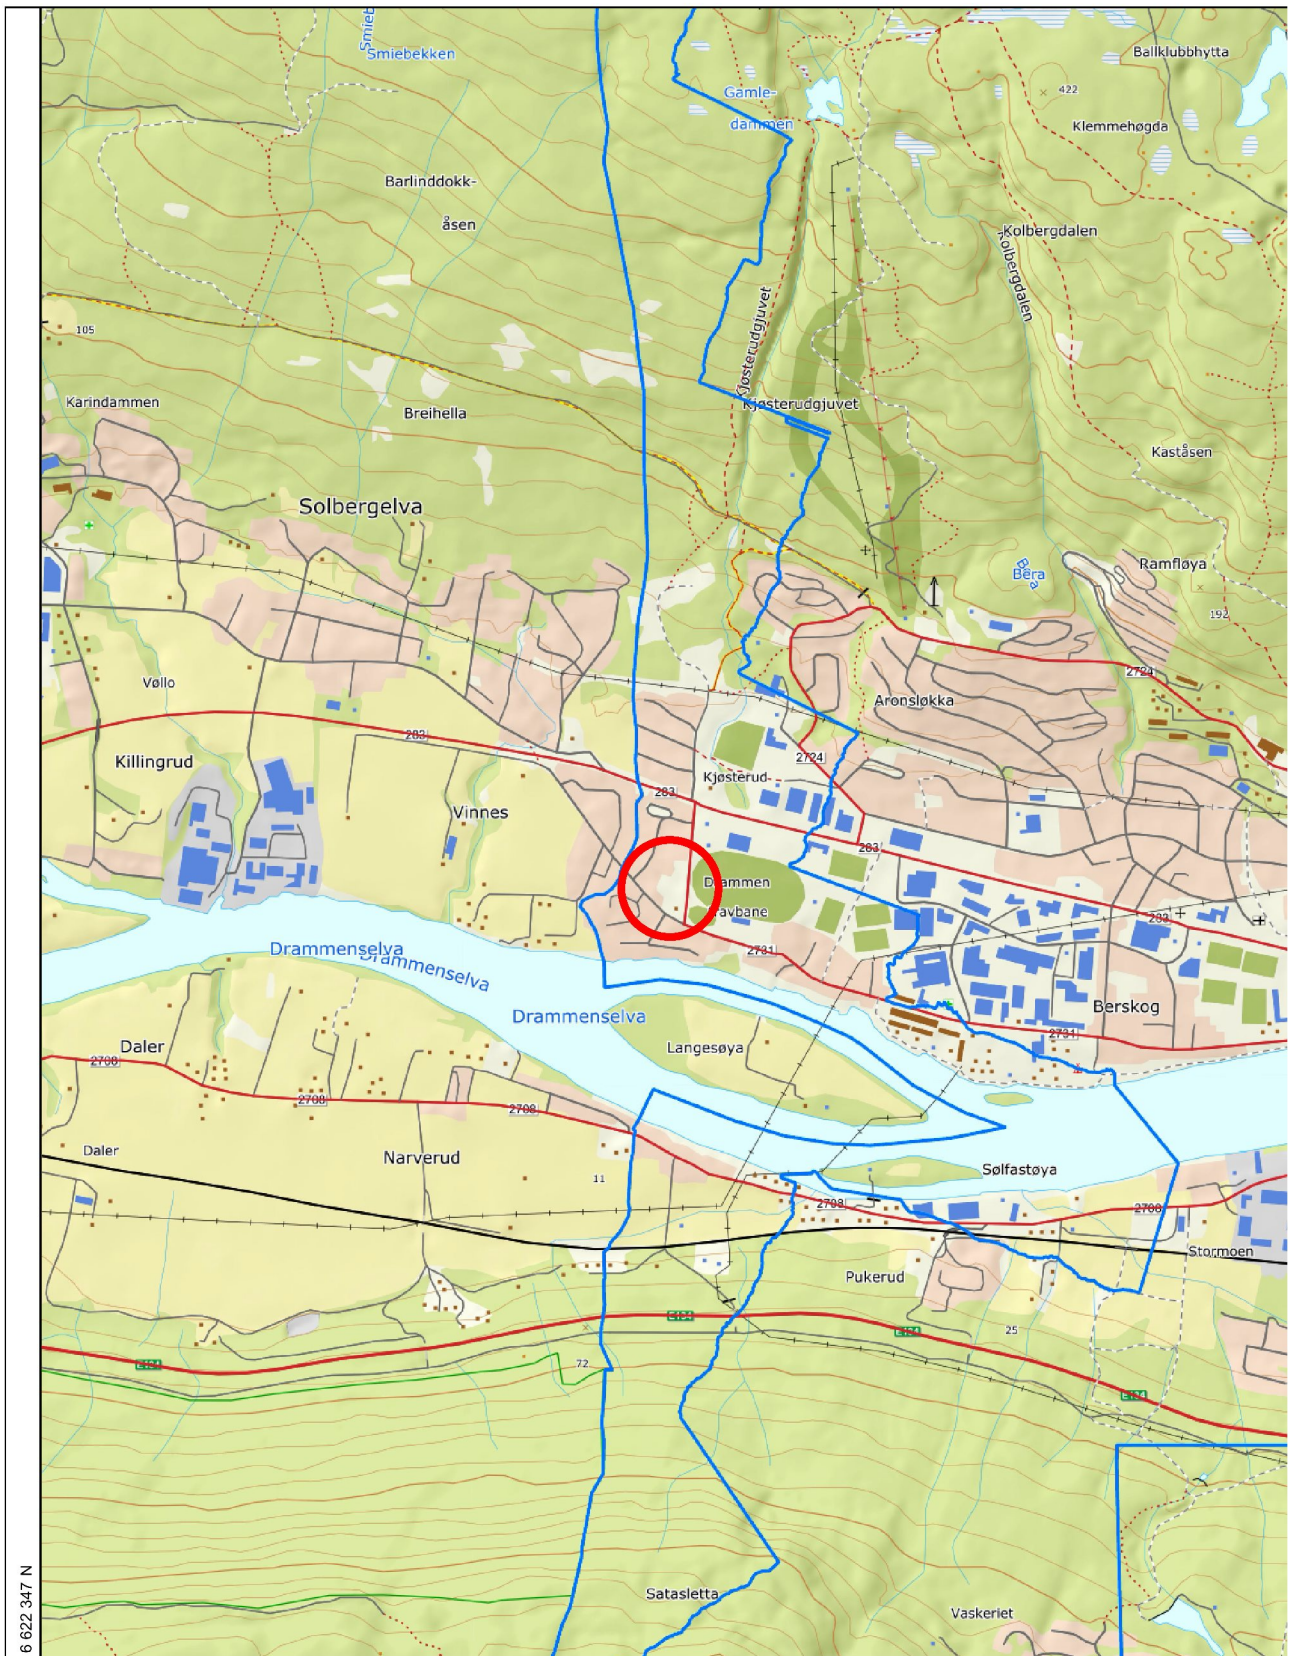 Smieb
Smiebekken
Ballklubbhytta
Gamle-
dammen
422
Klemmehøgda
Barlinddokk-
åsen
Kolbergdalen
Kolbergdalen
105
Kjøsterudgjuvet
Kjøsterudgjuvet
Karindammen
Breihella
Kaståsen
Solbergelva
Ramfløya
Bera
Bera
192
2724
Vøllo
Aronsløkka
283
2724
Killingrud
Kjøsterud
283
Vinnes
283
Drammen
travbane
283
Drammenselva
Drammenselva
2731
Berskog
Drammenselva
2731
Daler
Langesøya
2708
2708
2708
Daler
Narverud
Sølfastøya
11
2708
2708
Stormoen
Pukerud
25
72
Satasletta
Vaskeriet
6 622 347 N